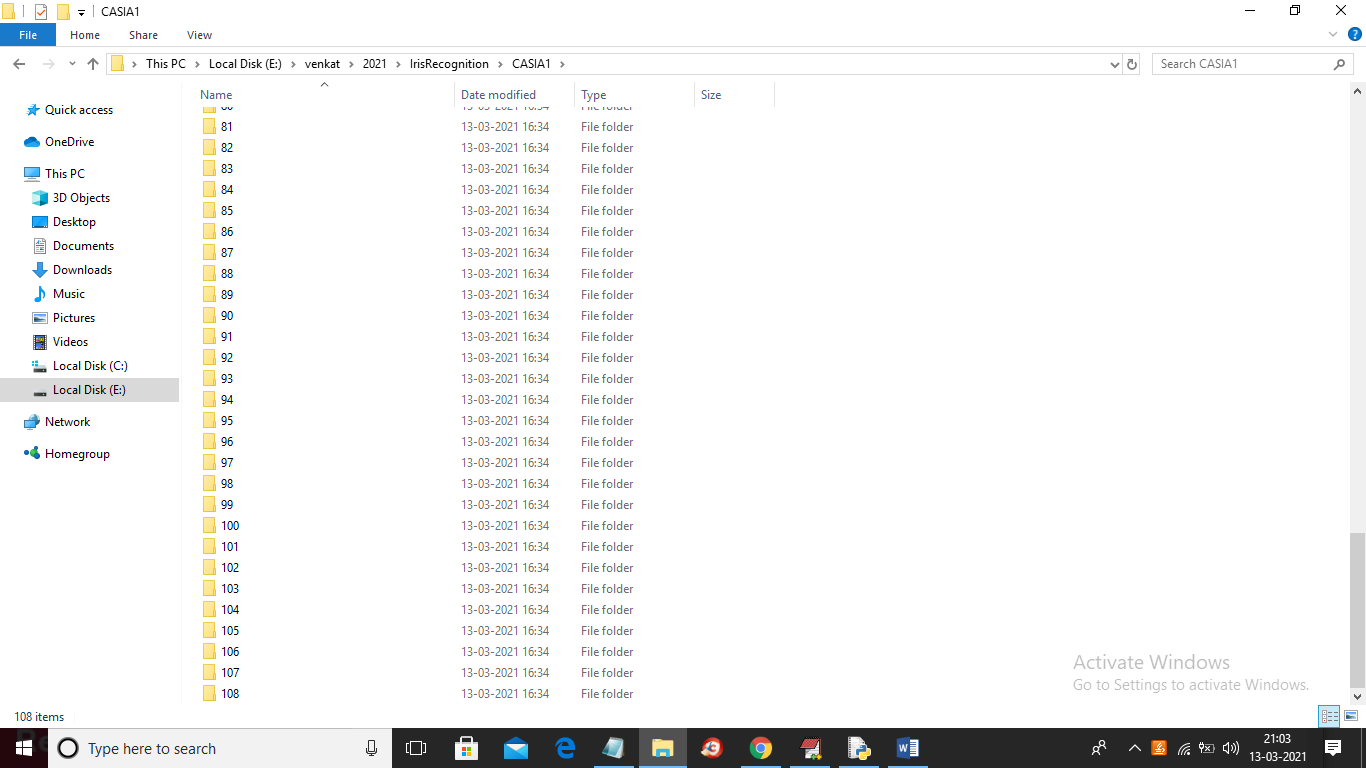 CASIA1
File Home Share View
This PC Local Disk (E:) venkat 2021 IrisRecognition CASIA1 Search CASIA1
Name Date modified Type Size
Quick access
OneDrive
This PC
3D Objects
Desktop
Documents
Downloads
Music
Pictures
Videos
Local Disk (C:)
Local Disk (E:)
Network
Homegroup
80 13-03-2021 16:34 File folder
81 13-03-2021 16:34 File folder
82 13-03-2021 16:34 File folder
83 13-03-2021 16:34 File folder
84 13-03-2021 16:34 File folder
85 13-03-2021 16:34 File folder
86 13-03-2021 16:34 File folder
87 13-03-2021 16:34 File folder
88 13-03-2021 16:34 File folder
89 13-03-2021 16:34 File folder
90 13-03-2021 16:34 File folder
91 13-03-2021 16:34 File folder
92 13-03-2021 16:34 File folder
93 13-03-2021 16:34 File folder
94 13-03-2021 16:34 File folder
95 13-03-2021 16:34 File folder
96 13-03-2021 16:34 File folder
97 13-03-2021 16:34 File folder
98 13-03-2021 16:34 File folder
99 13-03-2021 16:34 File folder
100 13-03-2021 16:34 File folder
101 13-03-2021 16:34 File folder
102 13-03-2021 16:34 File folder
103 13-03-2021 16:34 File folder
104 13-03-2021 16:34 File folder
105 13-03-2021 16:34 File folder
106 13-03-2021 16:34 File folder
107 13-03-2021 16:34 File folder
108 13-03-2021 16:34 File folder
Activate Windows
Go to Settings to activate Windows.
108 items
Type here to search
21:03
13-03-2021